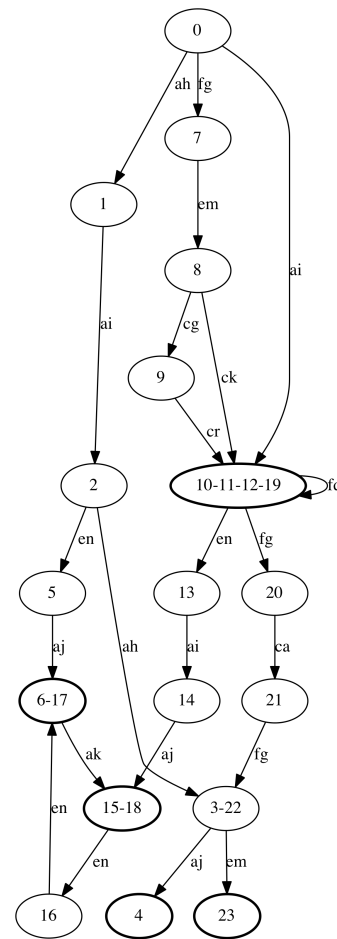 0
ah fg
7
1
em
8
ai
ai
cg
9
ck
cr
2
10-11-12-19
en
en
fg
5
13
20
ah
aj
ai
ca
6-17
14
21
ak
aj
fg
15-18
3-22
en
en
aj
em
16
4
23